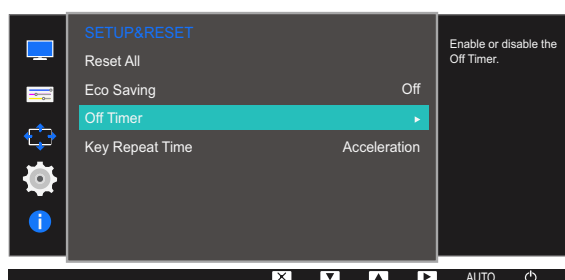 SETUP&RESET
Reset All
Eco Saving Off
Off Timer
Key Repeat Time Acceleration
Enable or disable the
Off Timer.
AUTO